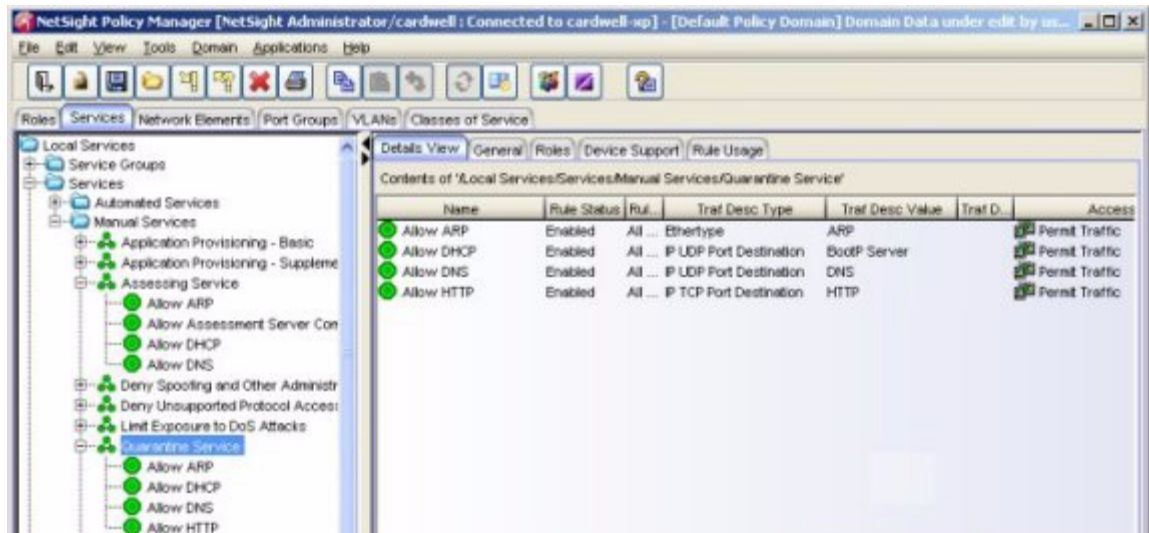 NetSight Policy Manager [NetSight Administrator/cardwell : Connected to cardwell-xp] - [Default Policy Domain] Domain Data under edit by us...
File Edit View Tools Domain Applications Help
Roles Services Network Elements Port Groups VLANs Classes of Service
Local Services
Service Groups
Services
Automated Services
Manual Services
Application Provisioning - Basic
Application Provisioning - Suppleme
Assessing Service
Allow ARP
Allow Assessment Server Con
Allow DHCP
Allow DNS
Deny Spoofing and Other Administr
Deny Unsupported Protocol Access
Limit Exposure to DoS Attacks
Quarantine Service
Allow ARP
Allow DHCP
Allow DNS
Allow HTTP
Details View General Roles Device Support Rule Usage
Contents of '/Local Services/Services/Manual Services/Quarantine Service'
Name Rule Status Rul... Traf Desc Type Traf Desc Value Traf D... Access
Allow ARP Enabled All ... Ethertype ARP Permit Traffic
Allow DHCP Enabled All ... IP UDP Port Destination BootP Server Permit Traffic
Allow DNS Enabled All ... IP UDP Port Destination DNS Permit Traffic
Allow HTTP Enabled All ... IP TCP Port Destination HTTP Permit Traffic